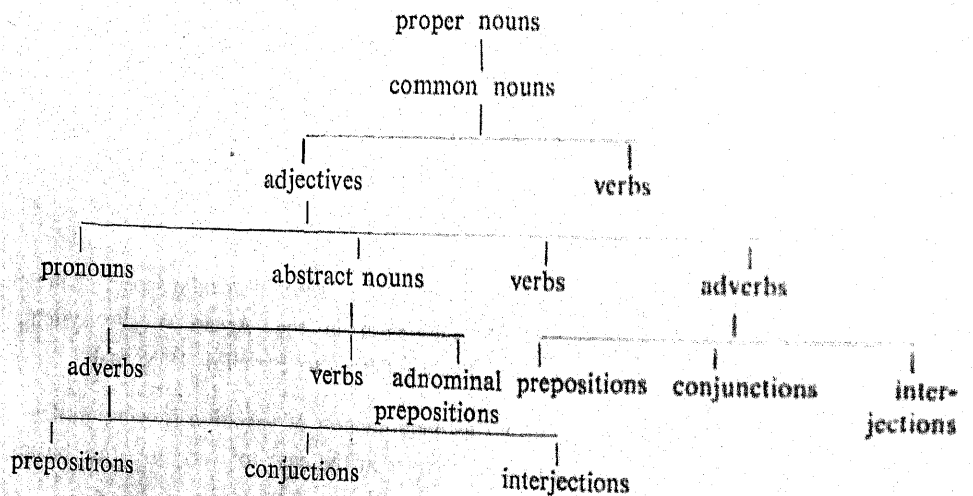 proper nouns
common nouns
adjectives verbs
pronouns abstract nouns verbs adverbs
adverbs verbs adnominal prepositions conjunctions inter-
prepositions jections
prepositions conjuctions interjections